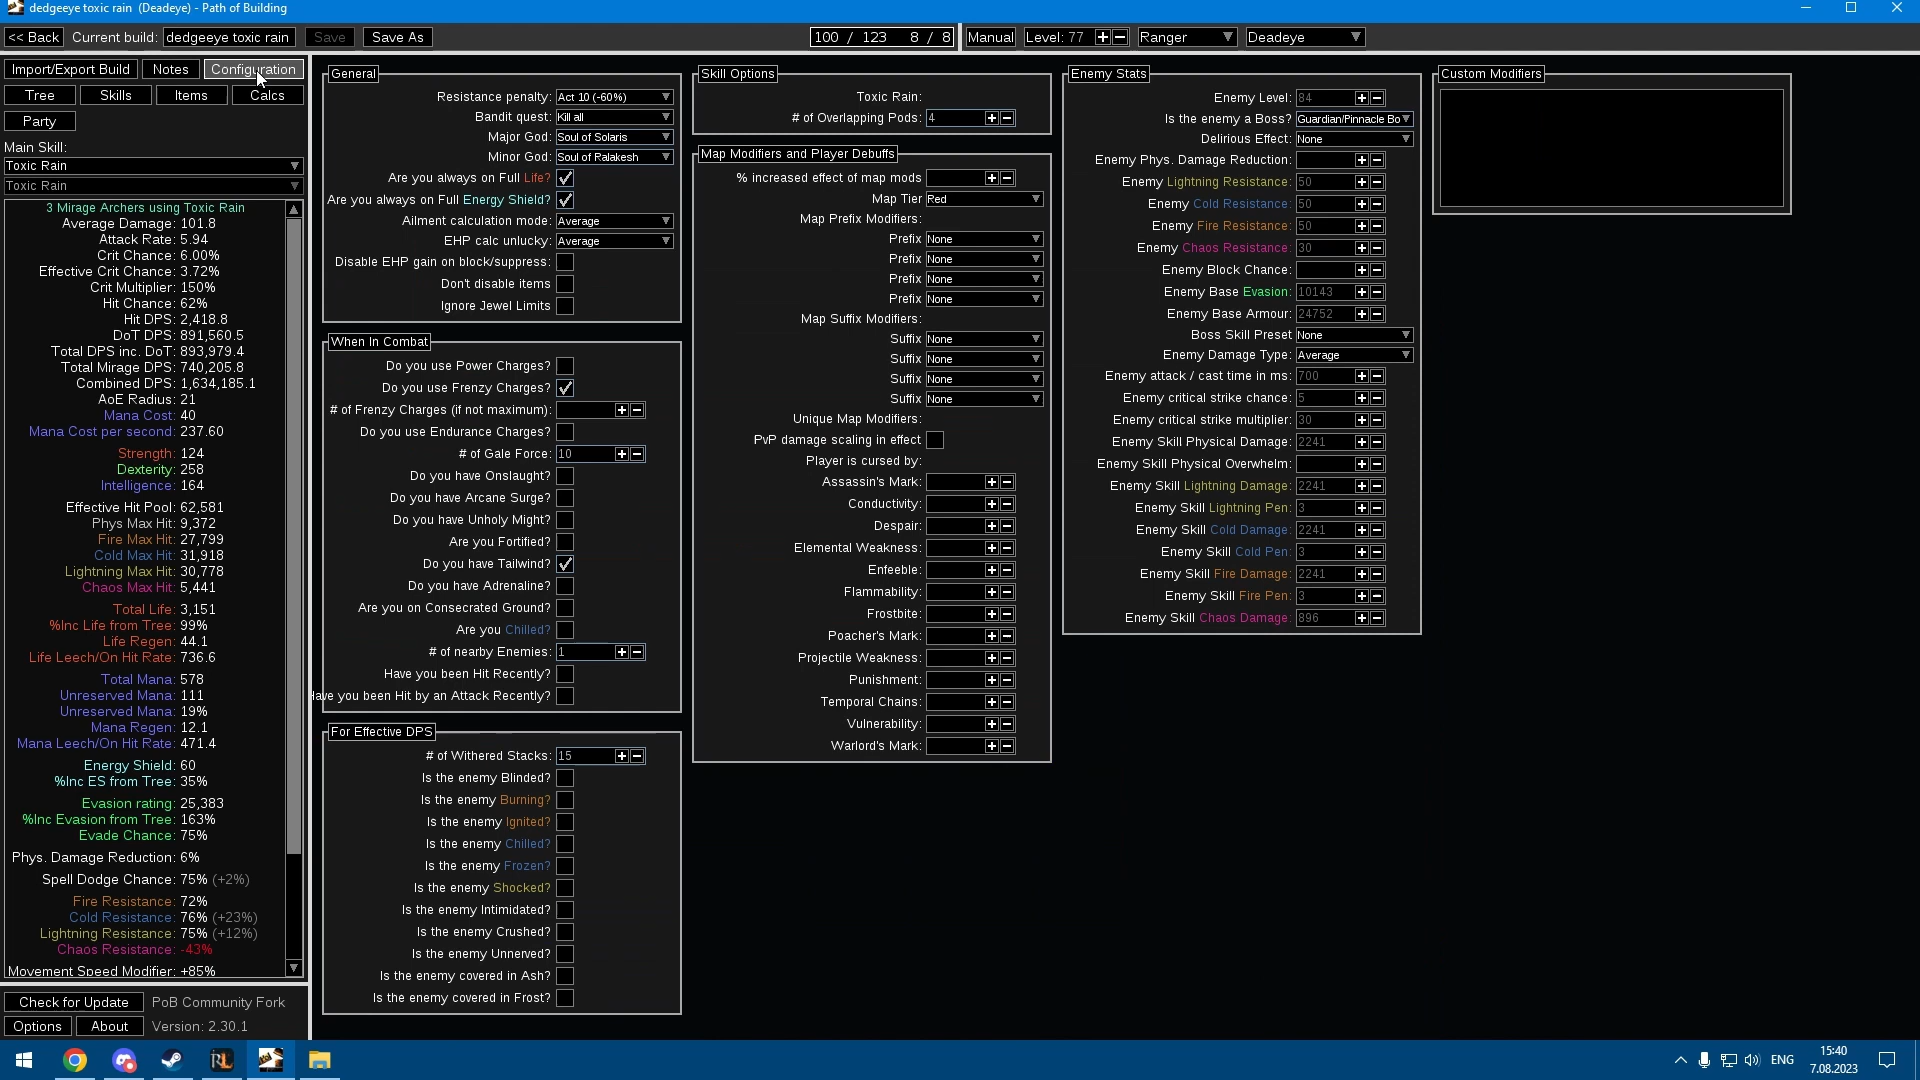 dedgeeye toxic rain  (Deadeye) - Path of Building
<< Back
Current build:
dedgeeye toxic rain
Save
Save As
100 / 123   8 / 8
Manual
Level: 77
Ranger
Deadeye
Import/Export Build
Notes
Configuration
Tree
Skills
Items
Calcs
Party
Main Skill:
Toxic Rain
Toxic Rain
3 Mirage Archers using Toxic Rain
Average Damage: 101.8
Attack Rate: 5.94
Crit Chance: 6.00%
Effective Crit Chance: 3.72%
Crit Multiplier: 150%
Hit Chance: 62%
Hit DPS: 2,418.8
DoT DPS: 891,560.5
Total DPS inc. DoT: 893,979.4
Total Mirage DPS: 740,205.8
Combined DPS: 1,634,185.1
AoE Radius: 21
Mana Cost: 40
Mana Cost per second: 237.60
Strength: 124
Dexterity: 258
Intelligence: 164
Effective Hit Pool: 62,581
Phys Max Hit: 9,372
Fire Max Hit: 27,799
Cold Max Hit: 31,918
Lightning Max Hit: 30,778
Chaos Max Hit: 5,441
Total Life: 3,151
%Inc Life from Tree: 99%
Life Regen: 44.1
Life Leech/On Hit Rate: 736.6
Total Mana: 578
Unreserved Mana: 111
Unreserved Mana: 19%
Mana Regen: 12.1
Mana Leech/On Hit Rate: 471.4
Energy Shield: 60
%Inc ES from Tree: 35%
Evasion rating: 25,383
%Inc Evasion from Tree: 163%
Evade Chance: 75%
Phys. Damage Reduction: 6%
Spell Dodge Chance: 75% (+2%)
Fire Resistance: 72%
Cold Resistance: 76% (+23%)
Lightning Resistance: 75% (+12%)
Chaos Resistance: -43%
Movement Speed Modifier: +85%
Check for Update
PoB Community Fork
Options
About
Version: 2.30.1
General
Resistance penalty: Act 10 (-60%)
Bandit quest: Kill all
Major God: Soul of Solaris
Minor God: Soul of Ralakesh
Are you always on Full Life?
Are you always on Full Energy Shield?
Ailment calculation mode: Average
EHP calc unlucky: Average
Disable EHP gain on block/suppress:
Don't disable items
Ignore Jewel Limits
When In Combat
Do you use Power Charges?
Do you use Frenzy Charges?
# of Frenzy Charges (if not maximum):
Do you use Endurance Charges?
# of Gale Force: 10
Do you have Onslaught?
Do you have Arcane Surge?
Do you have Unholy Might?
Are you Fortified?
Do you have Tailwind?
Do you have Adrenaline?
Are you on Consecrated Ground?
Are you Chilled?
# of nearby Enemies: 1
Have you been Hit Recently?
Have you been Hit by an Attack Recently?
For Effective DPS
# of Withered Stacks: 15
Is the enemy Blinded?
Is the enemy Burning?
Is the enemy Ignited?
Is the enemy Chilled?
Is the enemy Frozen?
Is the enemy Shocked?
Is the enemy Intimidated?
Is the enemy Crushed?
Is the enemy Unnerved?
Is the enemy covered in Ash?
Is the enemy covered in Frost?
Skill Options
Toxic Rain:
# of Overlapping Pods: 4
Map Modifiers and Player Debuffs
% increased effect of map mods
Map Tier Red
Map Prefix Modifiers:
Prefix None
Prefix None
Prefix None
Prefix None
Map Suffix Modifiers:
Suffix None
Suffix None
Suffix None
Suffix None
Unique Map Modifiers:
PvP damage scaling in effect
Player is cursed by:
Assassin's Mark:
Conductivity:
Despair:
Elemental Weakness:
Enfeeble:
Flammability:
Frostbite:
Poacher's Mark:
Projectile Weakness:
Punishment:
Temporal Chains:
Vulnerability:
Warlord's Mark:
Enemy Stats
Enemy Level: 84
Is the enemy a Boss? Guardian/Pinnacle Bo
Delirious Effect: None
Enemy Phys. Damage Reduction:
Enemy Lightning Resistance: 50
Enemy Cold Resistance: 50
Enemy Fire Resistance: 50
Enemy Chaos Resistance: 30
Enemy Block Chance:
Enemy Base Evasion: 10143
Enemy Base Armour: 24752
Boss Skill Preset None
Enemy Damage Type: Average
Enemy attack / cast time in ms: 700
Enemy critical strike chance: 5
Enemy critical strike multiplier: 30
Enemy Skill Physical Damage: 2241
Enemy Skill Physical Overwhelm:
Enemy Skill Lightning Damage: 2241
Enemy Skill Lightning Pen: 3
Enemy Skill Cold Damage: 2241
Enemy Skill Cold Pen: 3
Enemy Skill Fire Damage: 2241
Enemy Skill Fire Pen: 3
Enemy Skill Chaos Damage: 896
Custom Modifiers
ENG
15:40
7.08.2023